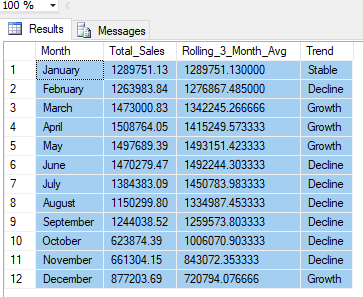 100 %
Results Messages
Month Total_Sales Rolling_3_Month_Avg Trend
1 January 1289751.13 1289751.130000 Stable
2 February 1263983.84 1276867.485000 Decline
3 March 1473000.83 1342245.266666 Growth
4 April 1508764.05 1415249.573333 Growth
5 May 1497689.39 1493151.423333 Growth
6 June 1470279.47 1492244.303333 Decline
7 July 1384383.09 1450783.983333 Decline
8 August 1150299.80 1334987.453333 Decline
9 September 1244038.52 1259573.803333 Decline
10 October 623874.39 1006070.903333 Decline
11 November 661304.15 843072.353333 Decline
12 December 877203.69 720794.076666 Growth